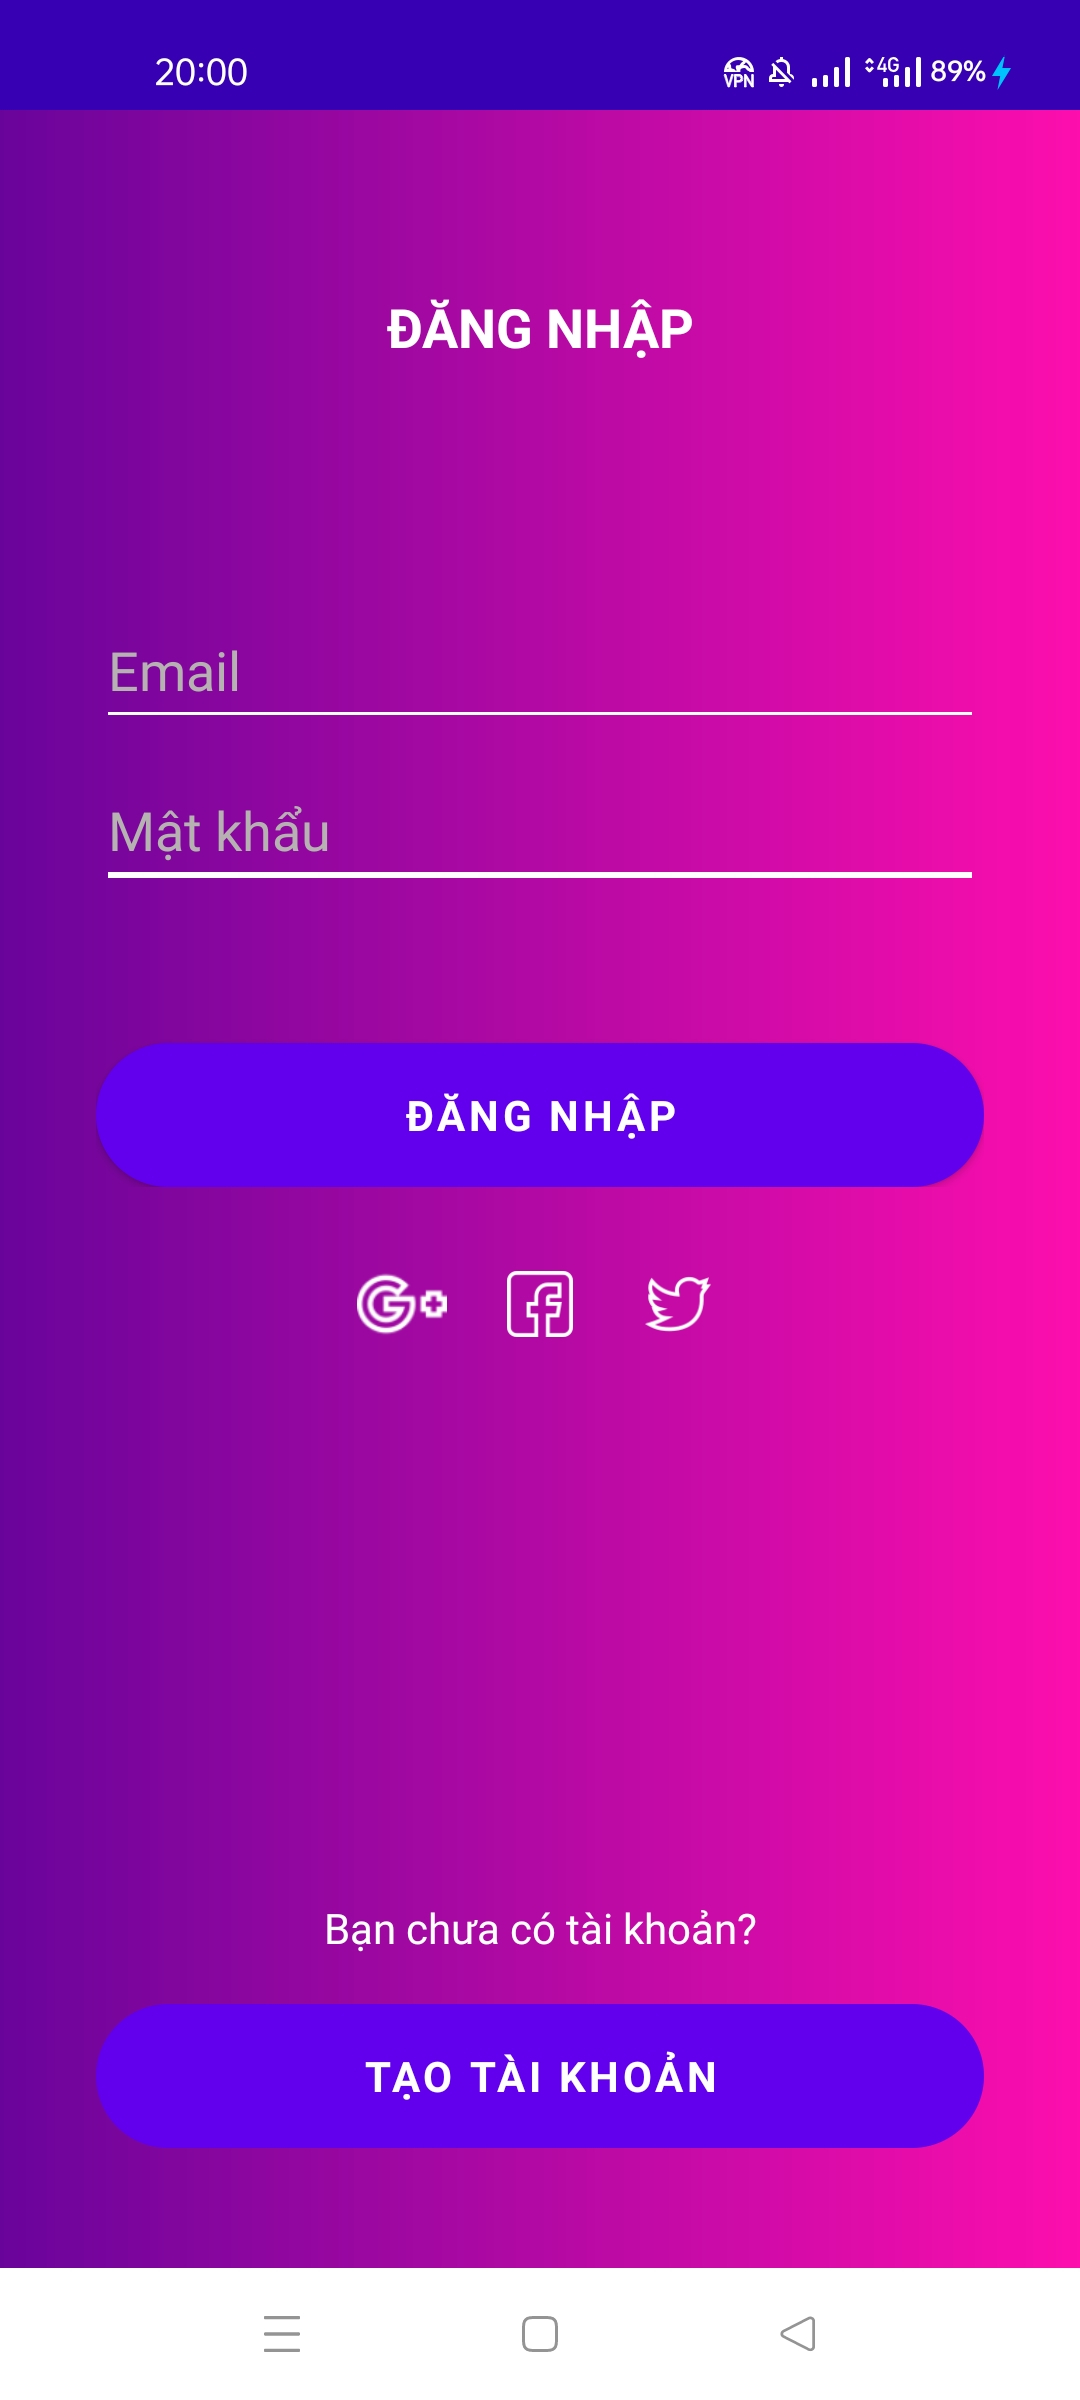 20:00 VPN 4G 89%
ĐĂNG NHẬP
Email
Mật khẩu
ĐĂNG NHẬP
Bạn chưa có tài khoản?
TẠO TÀI KHOẢN